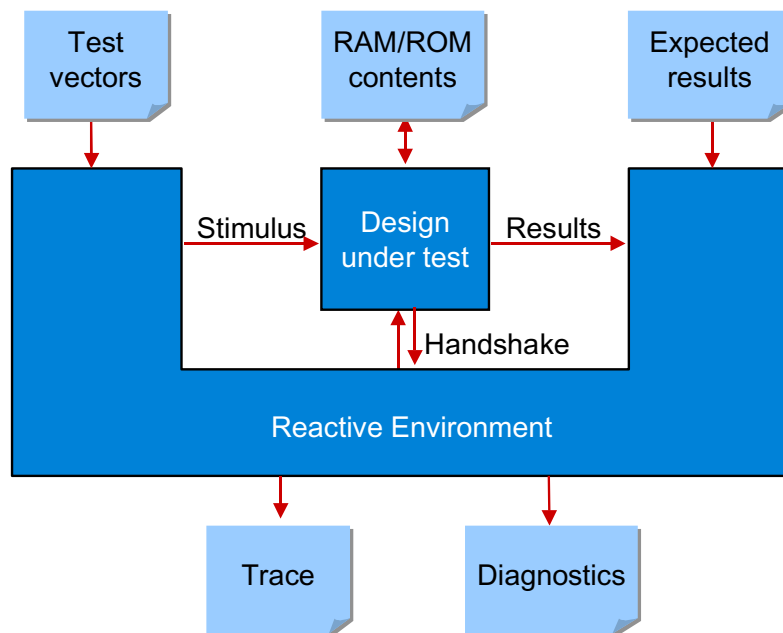 Test
vectors
RAM/ROM
contents
Expected
results
Stimulus
Design
under test
Results
Handshake
Reactive Environment
Trace
Diagnostics